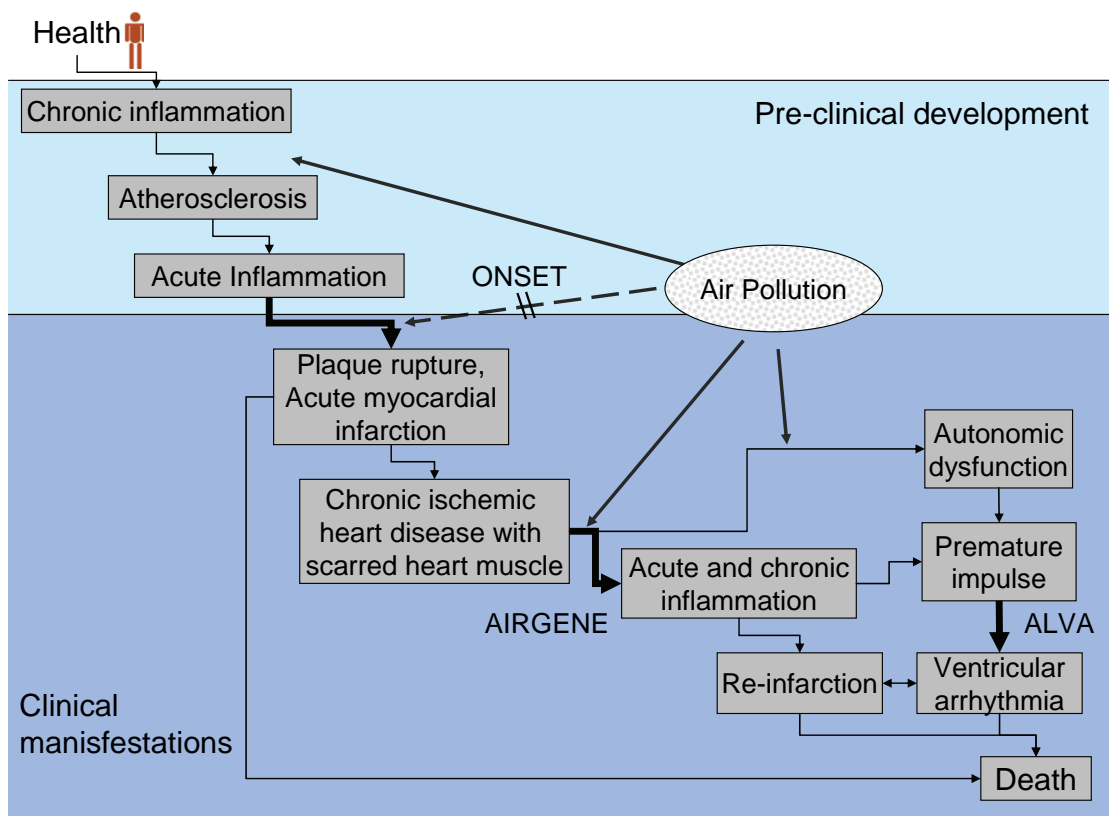 Health
Chronic inflammation
Pre-clinical development
Atherosclerosis
Acute Inflammation
ONSET
Air Pollution
Plaque rupture,
Acute myocardial
infarction
Autonomic
dysfunction
Chronic ischemic
heart disease with
scarred heart muscle
Premature
impulse
Acute and chronic
inflammation
AIRGENE
ALVA
Re-infarction
Ventricular
arrhythmia
Clinical
manisfestations
Death